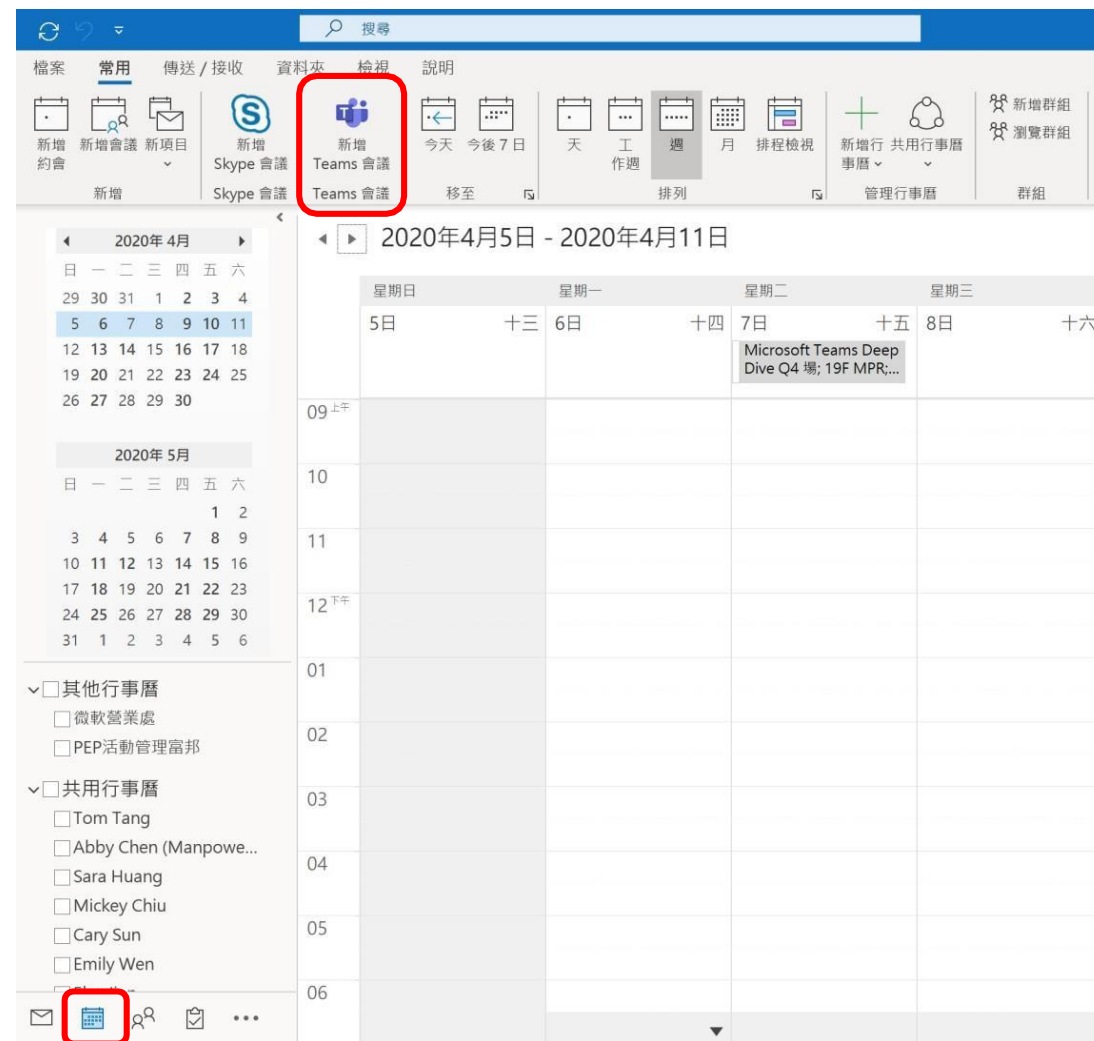 搜尋
檔案 常用 傳送 / 接收 資料夾 檢視 說明
新增 約會
新增會議
新項目
新增 Skype 會議
新增 Teams 會議
今天
今後 7 日
天
工 作週
週
月
排程檢視
新增行 事曆
共用行事曆
新增群組
瀏覽群組
新增 Skype 會議 Teams 會議 移至 排列 管理行事曆 群組
2020年 4月
日 一 二 三 四 五 六
29 30 31 1 2 3 4
5 6 7 8 9 10 11
12 13 14 15 16 17 18
19 20 21 22 23 24 25
26 27 28 29 30
2020年 5月
日 一 二 三 四 五 六
1 2
3 4 5 6 7 8 9
10 11 12 13 14 15 16
17 18 19 20 21 22 23
24 25 26 27 28 29 30
31 1 2 3 4 5 6
其他行事曆
微軟營業處
PEP活動管理富邦
共用行事曆
Tom Tang
Abby Chen (Manpowe...
Sara Huang
Mickey Chiu
Cary Sun
Emily Wen
2020年4月5日 - 2020年4月11日
星期日 星期一 星期二 星期三
5日 十三 6日 十四 7日 十五 8日 十六
Microsoft Teams Deep
Dive Q4 場; 19F MPR;...
09 上午
10
11
12 下午
01
02
03
04
05
06